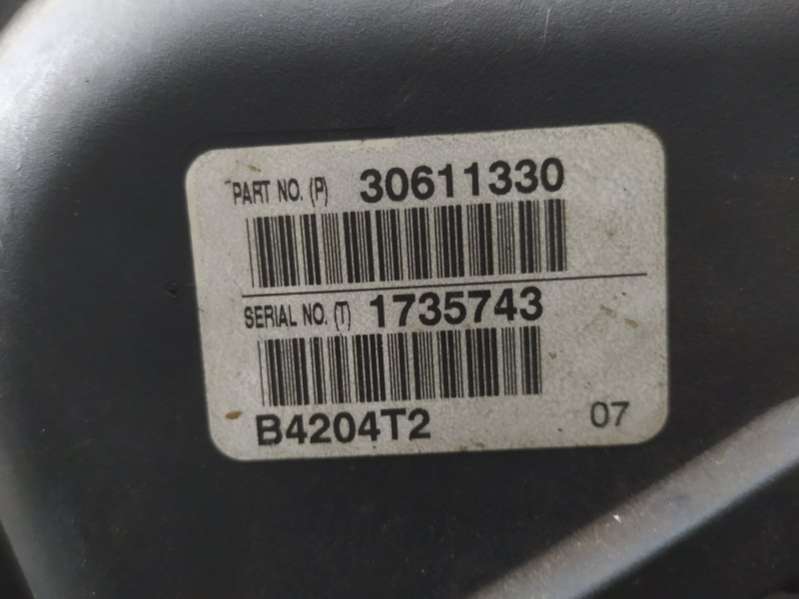 PART NO. (P) 30611330
SERIAL NO. (T) 1735743
B4204T2 07